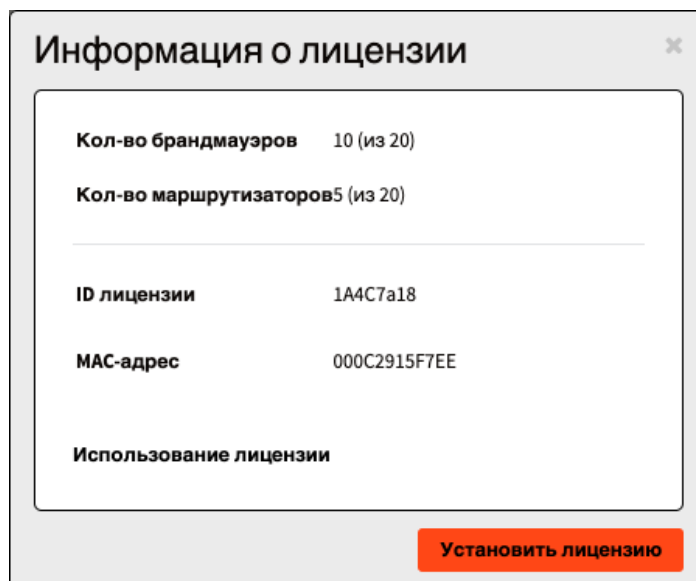 Информация о лицензии
Кол-во брандмауэров 10 (из 20)
Кол-во маршрутизаторов5 (из 20)
ID лицензии 1A4C7a18
MAC-адрес 000C2915F7EE
Использование лицензии
Установить лицензию